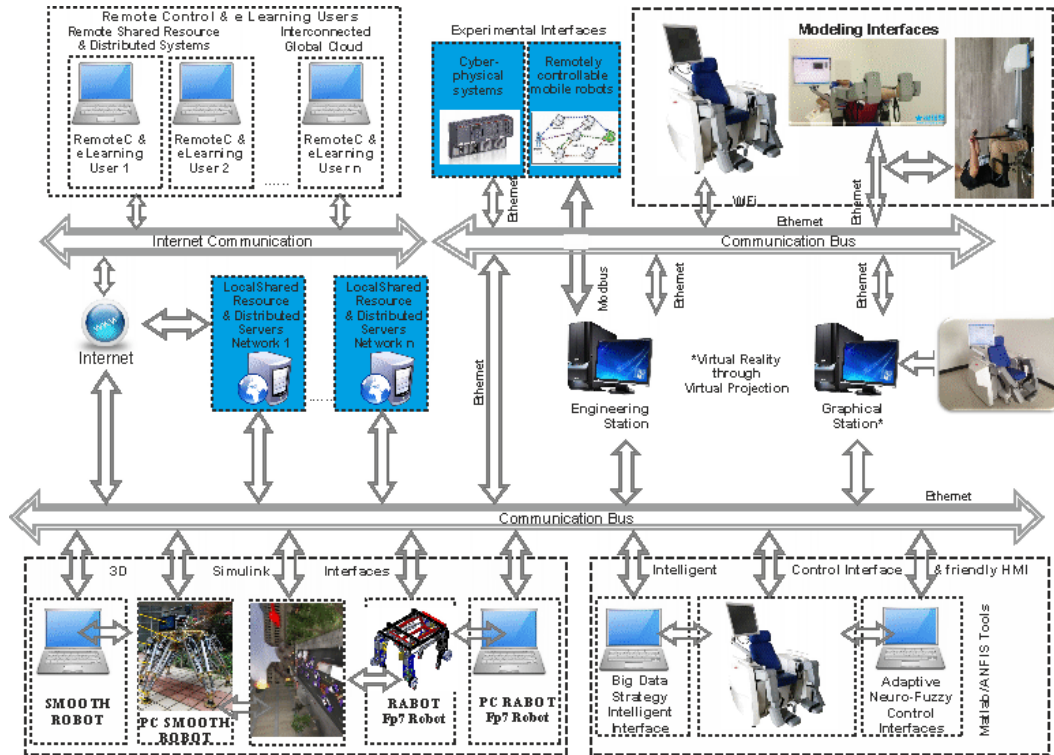 Remote Control & e Learning Users
Remote Shared Resource
& Distributed Systems
Interconnected
Global Cloud
RemoteC &
eLearning
User 1
RemoteC &
eLearning
User 2
......
RemoteC &
eLearning
User n
Experimental Interfaces
Cyber-
physical
systems
Remotely
controllable
mobile robots
Modeling Interfaces
WiFi
Ethernet
Ethernet
Ethernet
Ethernet
Internet Communication
Communication Bus
www
Internet
LocalShared
Resource
& Distributed
Servers
Network 1
......
LocalShared
Resource
& Distributed
Servers
Network n
Ethernet
Modbus
Ethernet
Ethernet
Engineering
Station
*Virtual Reality
through
Virtual Projection
Graphical
Station*
Ethernet
Communication Bus
3D Simulink Interfaces
SMOOTH
ROBOT
PC SMOOTH
ROBOT
RABOT
Fp7 Robot
PC RABOT
Fp7 Robot
Intelligent Control Interface & friendly HMI
Big Data
Strategy
Intelligent
Interface
Adaptive
Neuro-Fuzzy
Control
Interfaces
Matlab/ANFIS Tools